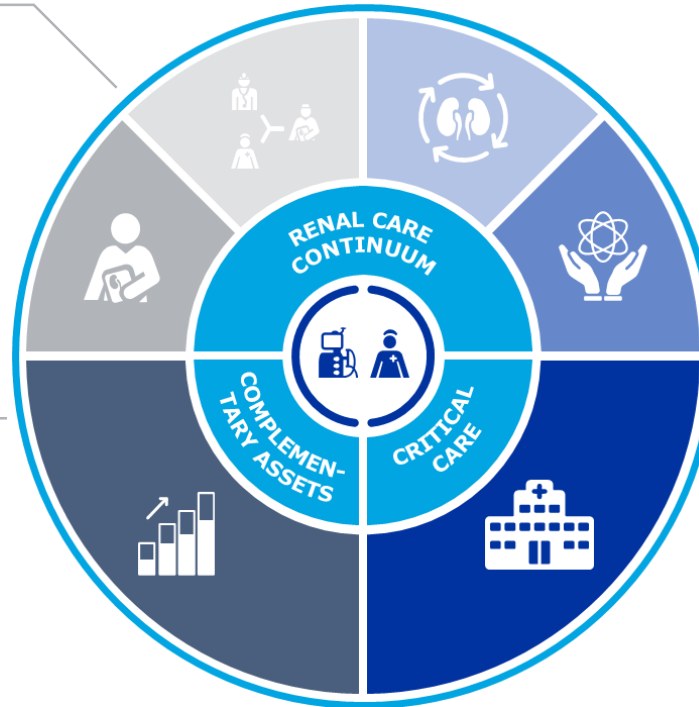 RENAL CARE
CONTINUUM
COMPLEMEN-
TARY ASSETS
CRITICAL
CARE